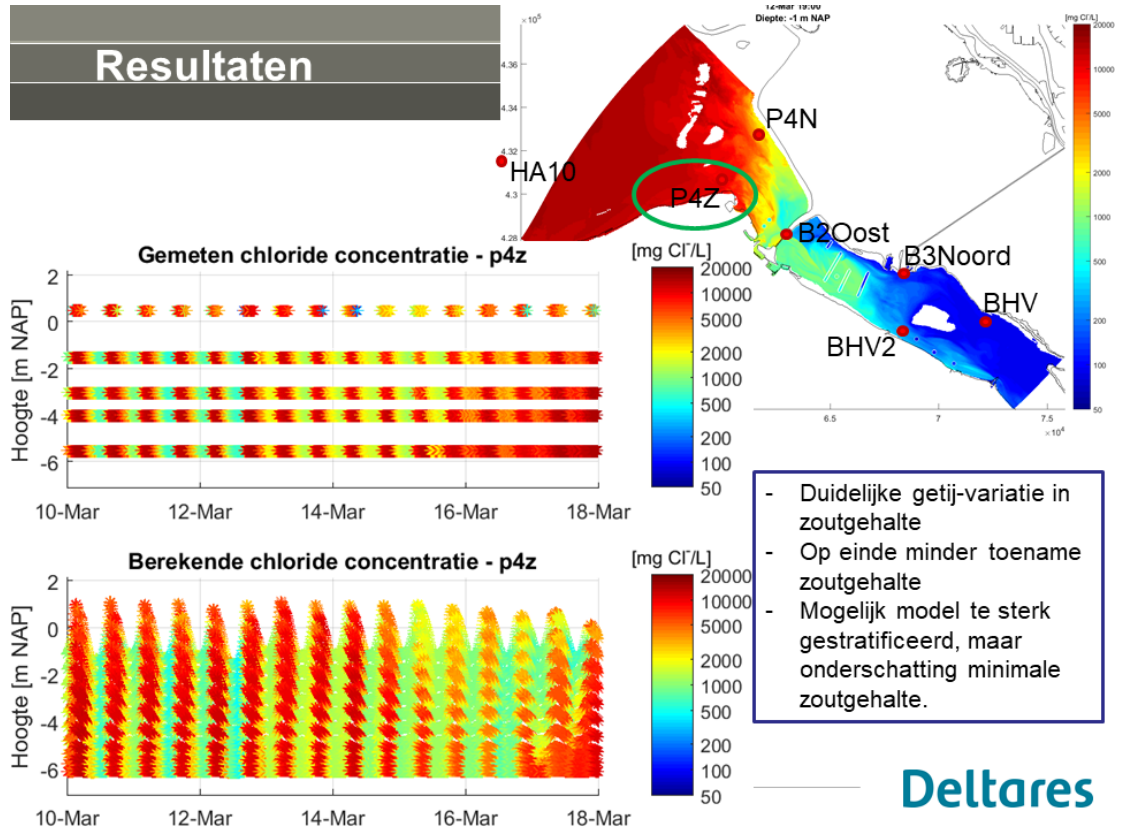 Resultaten
12-Mar 19:00
Diepte: -1 m NAP
×10⁵
4.36
4.34
4.32
4.3
4.28
HA10
P4N
P4Z
B2Oost
B3Noord
BHV
BHV2
6.5
7
7.5
×10⁴
[mg Cl⁻/L]
20000
10000
5000
2000
1000
500
200
100
50
Gemeten chloride concentratie - p4z
Hoogte [m NAP]
2
0
-2
-4
-6
10-Mar
12-Mar
14-Mar
16-Mar
18-Mar
[mg Cl⁻/L]
20000
10000
5000
2000
1000
500
200
100
50
Berekende chloride concentratie - p4z
Hoogte [m NAP]
2
0
-2
-4
-6
10-Mar
12-Mar
14-Mar
16-Mar
18-Mar
[mg Cl⁻/L]
20000
10000
5000
2000
1000
500
200
100
50
- Duidelijke getij-variatie in
zoutgehalte
- Op einde minder toename
zoutgehalte
- Mogelijk model te sterk
gestratificeerd, maar
onderschatting minimale
zoutgehalte.
Deltares